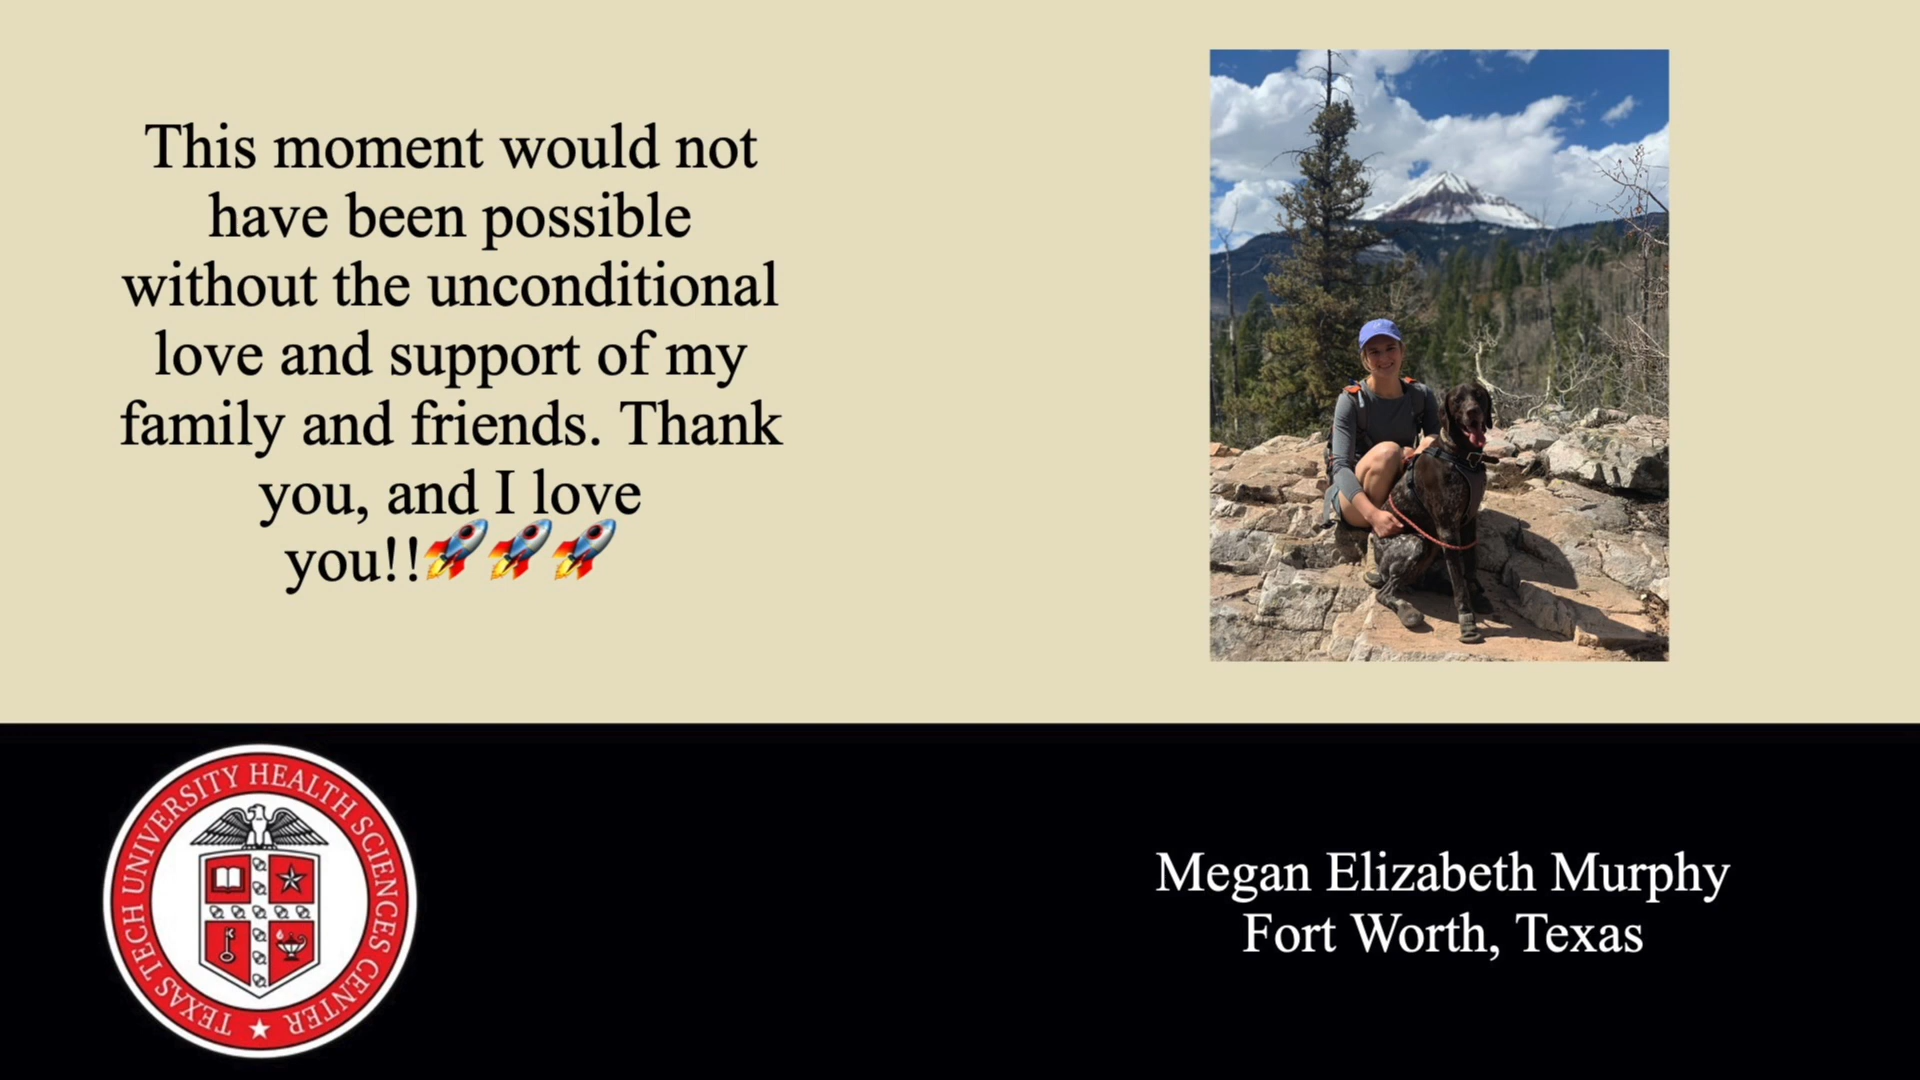 This moment would not
have been possible
without the unconditional
love and support of my
family and friends. Thank
you, and I love
you!!🚀🚀🚀
TEXAS TECH UNIVERSITY HEALTH SCIENCES CENTER
Megan Elizabeth Murphy
Fort Worth, Texas